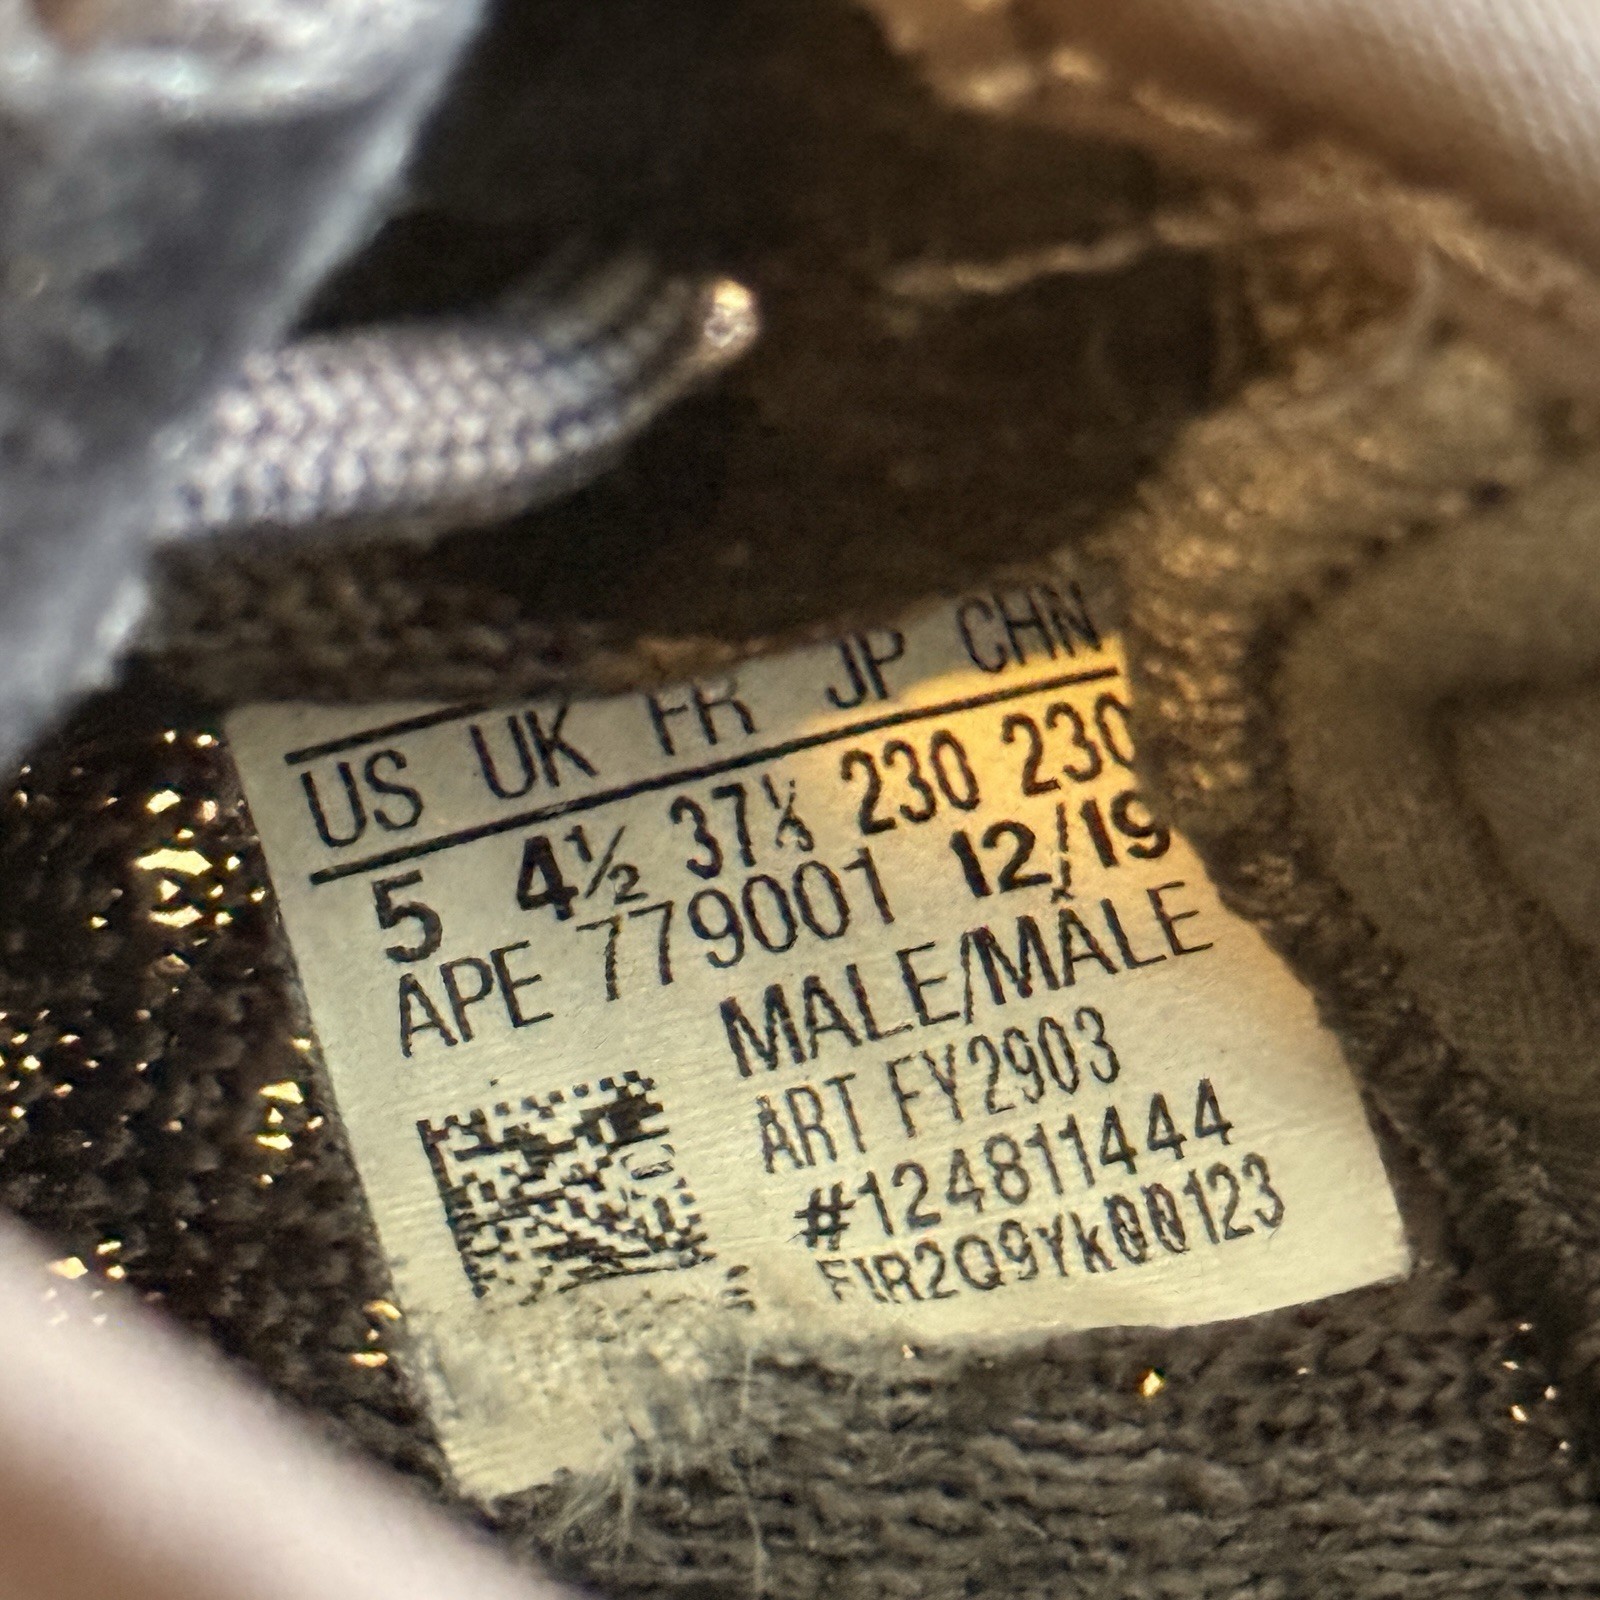 US UK FR JP CHN
5 4½ 37⅓ 230 230
APE 779001 12/19
MALE/MÂLE
ART FY2903
#124811444